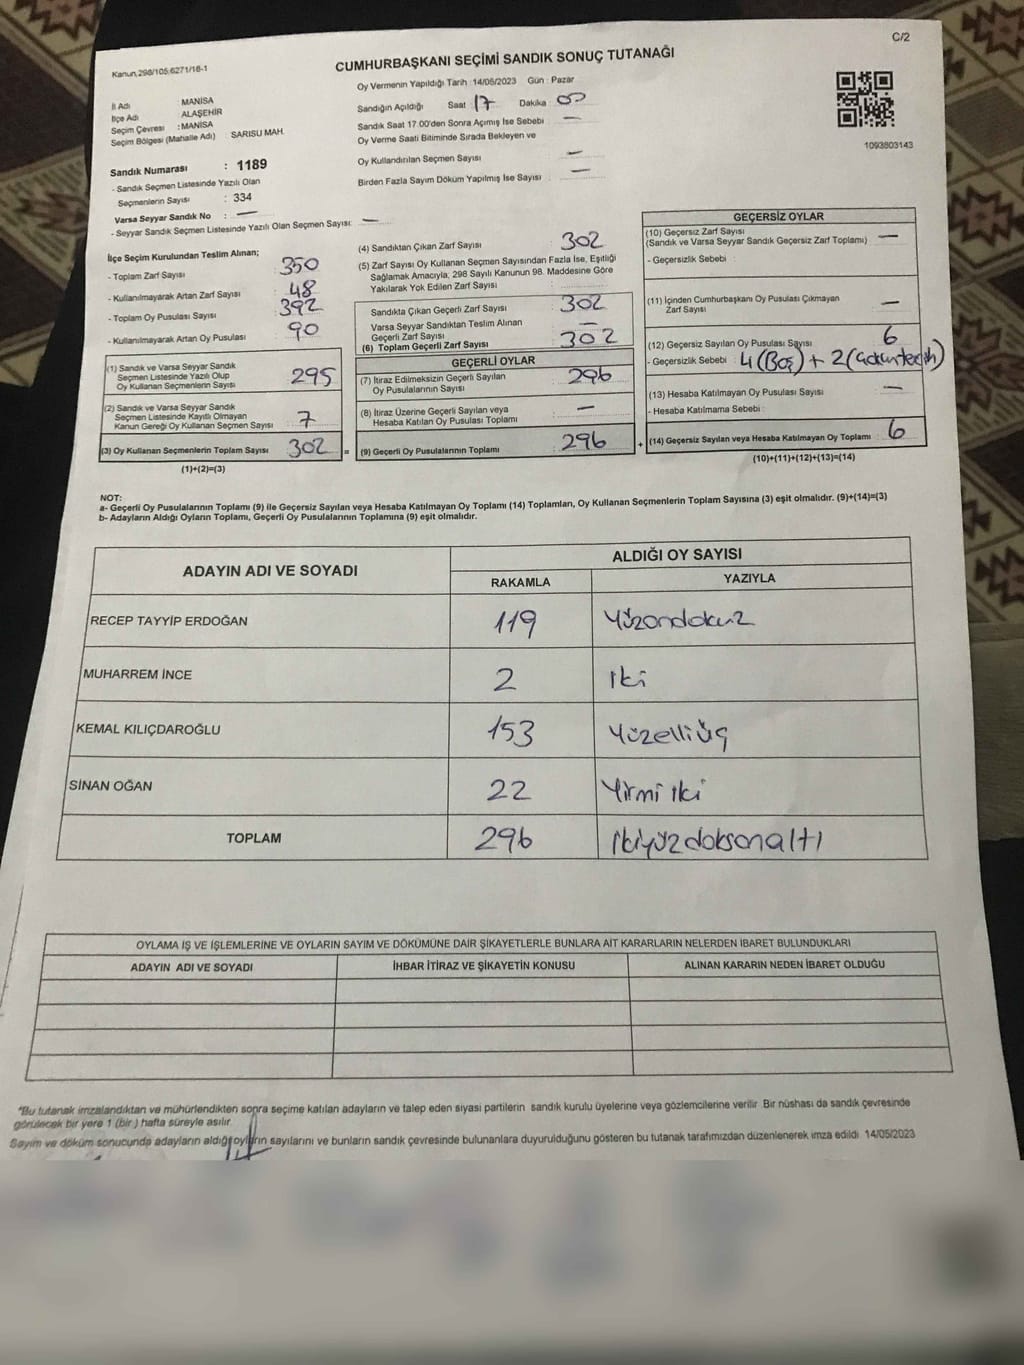 C/2
Kanun,298/105:6271/18-1
CUMHURBAŞKANI SEÇİMİ SANDIK SONUÇ TUTANAĞI
Oy Vermenin Yapıldığı Tarih :14/05/2023 Gün : Pazar
İl Adı MANİSA
İlçe Adı ALAŞEHİR
Seçim Çevresi : MANİSA
Seçim Bölgesi (Mahalle Adı) : SARISU MAH.
Sandığın Açıldığı Saat 17 Dakika 00
Sandık Saat 17.00'den Sonra Açımış İse Sebebi : —
Oy Verme Saati Bitiminde Sırada Bekleyen ve
Oy Kullandırılan Seçmen Sayısı —
Birden Fazla Sayım Döküm Yapılmış İse Sayısı : —
1093803143
Sandık Numarası : 1189
- Sandık Seçmen Listesinde Yazılı Olan
Seçmenlerin Sayısı : 334
Varsa Seyyar Sandık No : —
- Seyyar Sandık Seçmen Listesinde Yazılı Olan Seçmen Sayısı: —
İlçe Seçim Kurulundan Teslim Alınan;
- Toplam Zarf Sayısı 350
- Kullanılmayarak Artan Zarf Sayısı 48
- Toplam Oy Pusulası Sayısı 392
- Kullanılmayarak Artan Oy Pusulası 90
(1) Sandık ve Varsa Seyyar Sandık
Seçmen Listesinde Yazılı Olup
Oy Kullanan Seçmenlerin Sayısı 295
(2) Sandık ve Varsa Seyyar Sandık
Seçmen Listesinde Kayıtlı Olmayan
Kanun Gereği Oy Kullanan Seçmen Sayısı 7
(3) Oy Kullanan Seçmenlerin Toplam Sayısı 302 =
(1)+(2)=(3)
(4) Sandıktan Çıkan Zarf Sayısı 302
(5) Zarf Sayısı Oy Kullanan Seçmen Sayısından Fazla İse, Eşitliği
Sağlamak Amacıyla, 298 Sayılı Kanunun 98. Maddesine Göre
Yakılarak Yok Edilen Zarf Sayısı
Sandıkta Çıkan Geçerli Zarf Sayısı 302
Varsa Seyyar Sandıktan Teslim Alınan
Geçerli Zarf Sayısı —
(6) Toplam Geçerli Zarf Sayısı 302
GEÇERLİ OYLAR
(7) İtiraz Edilmeksizin Geçerli Sayılan
Oy Pusulalarının Sayısı 296
(8) İtiraz Üzerine Geçerli Sayılan veya
Hesaba Katılan Oy Pusulası Toplamı —
(9) Geçerli Oy Pusulalarının Toplamı 296 +
GEÇERSİZ OYLAR
(10) Geçersiz Zarf Sayısı
(Sandık ve Varsa Seyyar Sandık Geçersiz Zarf Toplamı) —
- Geçersizlik Sebebi :
(11) İçinden Cumhurbaşkanı Oy Pusulası Çıkmayan
Zarf Sayısı —
(12) Geçersiz Sayılan Oy Pusulası Sayısı 6
- Geçersizlik Sebebi 4 (Boş) + 2
(13) Hesaba Katılmayan Oy Pusulası Sayısı —
- Hesaba Katılmama Sebebi :
(14) Geçersiz Sayılan veya Hesaba Katılmayan Oy Toplamı 6
(10)+(11)+(12)+(13)=(14)
NOT:
a- Geçerli Oy Pusulalarının Toplamı (9) ile Geçersiz Sayılan veya Hesaba Katılmayan Oy Toplamı (14) Toplamları, Oy Kullanan Seçmenlerin Toplam Sayısına (3) eşit olmalıdır. (9)+(14)=(3)
b- Adayların Aldığı Oyların Toplamı, Geçerli Oy Pusulalarının Toplamına (9) eşit olmalıdır.
ADAYIN ADI VE SOYADI ALDIĞI OY SAYISI
RAKAMLA YAZIYLA
RECEP TAYYİP ERDOĞAN 119 Yüzondokuz
MUHARREM İNCE 2 iki
KEMAL KILIÇDAROĞLU 153 Yüzelliüç
SİNAN OĞAN 22 Yirmi iki
TOPLAM 296 ikiyüzdoksanaltı
OYLAMA İŞ VE İŞLEMLERİNE VE OYLARIN SAYIM VE DÖKÜMÜNE DAİR ŞİKAYETLERLE BUNLARA AİT KARARLARIN NELERDEN İBARET BULUNDUKLARI
ADAYIN ADI VE SOYADI İHBAR İTİRAZ VE ŞİKAYETİN KONUSU ALINAN KARARIN NEDEN İBARET OLDUĞU
*Bu tutanak imzalandıktan ve mühürlendikten sonra seçime katılan adayların ve talep eden siyasi partilerin sandık kurulu üyelerine veya gözlemcilerine verilir. Bir nüshası da sandık çevresinde
görülecek bir yere 1 (bir ) hafta süreyle asılır.
Sayım ve döküm sonucunda adayların aldığı oyların sayılarını ve bunların sandık çevresinde bulunanlara duyurulduğunu gösteren bu tutanak tarafımızdan düzenlenerek imza edildi. 14/05/2023